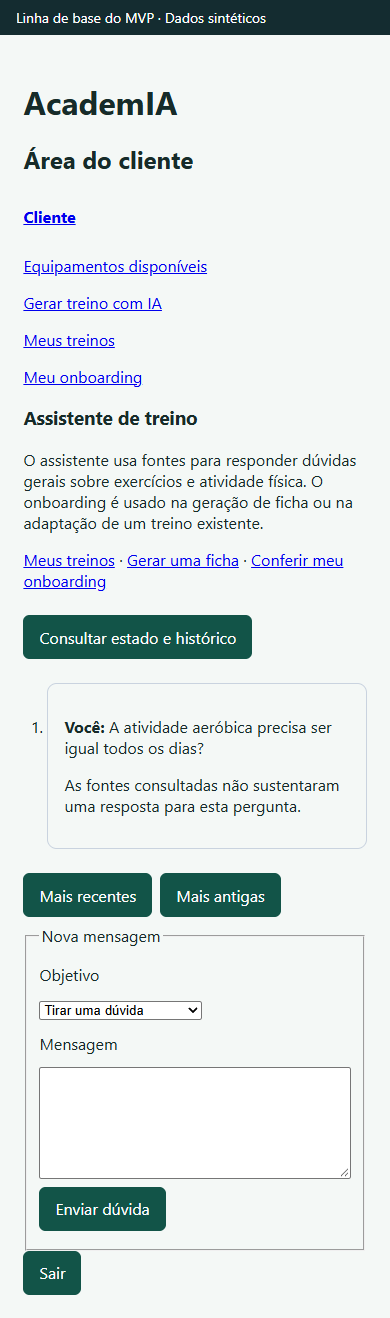 Linha de base do MVP · Dados sintéticos
AcademIA
Área do cliente
Cliente
Equipamentos disponíveis
Gerar treino com IA
Meus treinos
Meu onboarding
Assistente de treino
O assistente usa fontes para responder dúvidas
gerais sobre exercícios e atividade física. O
onboarding é usado na geração de ficha ou na
adaptação de um treino existente.
Meus treinos · Gerar uma ficha · Conferir meu
onboarding
Consultar estado e histórico
1. Você: A atividade aeróbica precisa ser
igual todos os dias?
As fontes consultadas não sustentaram
uma resposta para esta pergunta.
Mais recentes Mais antigas
Nova mensagem
Objetivo
Tirar uma dúvida
Mensagem
Enviar dúvida
Sair